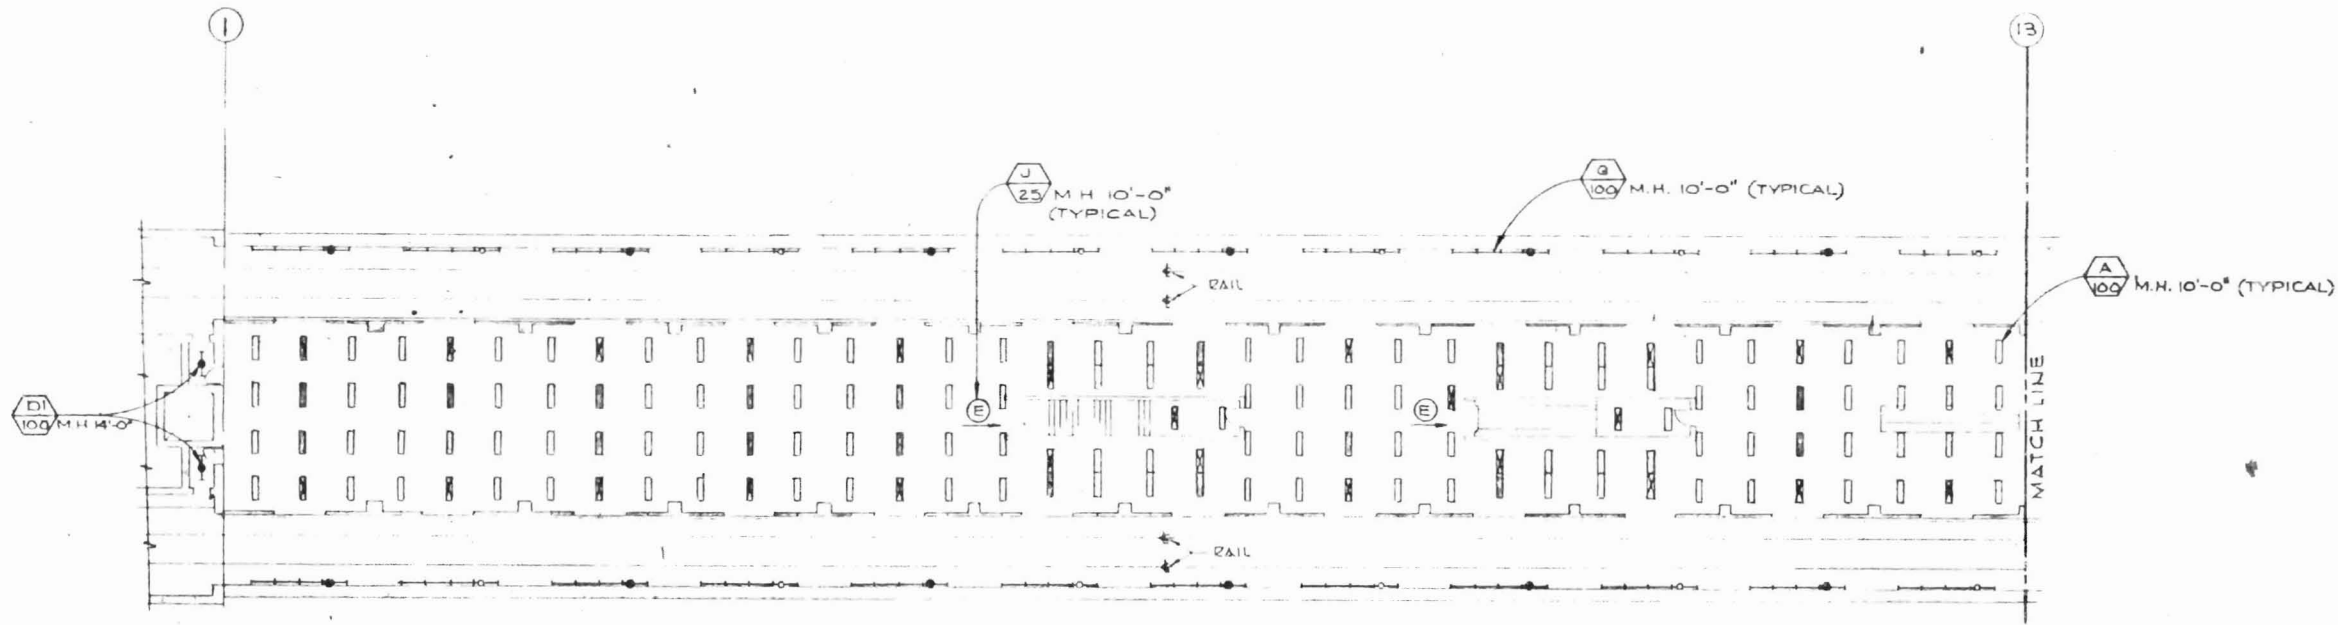 1
13
J
25
M H 10'-0"
(TYPICAL)
Q
100
M.H. 10'-0" (TYPICAL)
A
100
M.H. 10'-0" (TYPICAL)
RAIL
D1
100
M H 14'-0"
E
E
MATCH LINE
RAIL